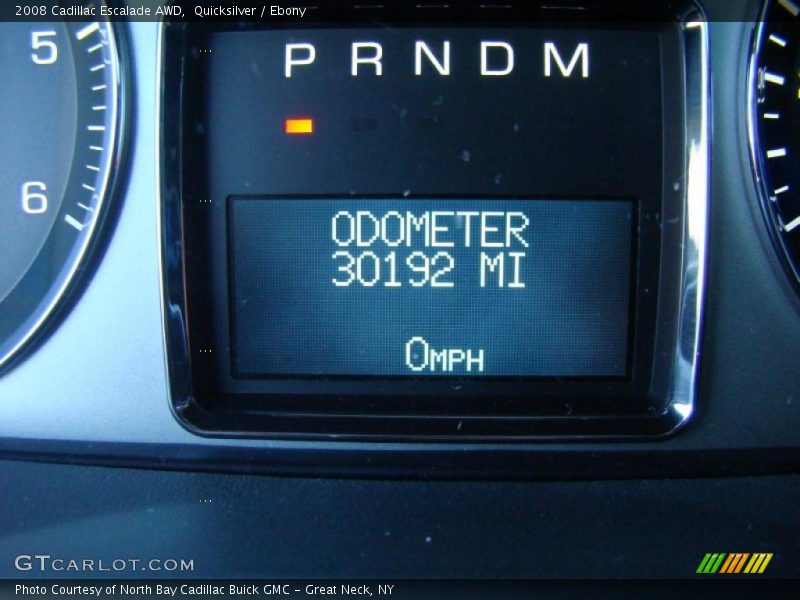 2008 Cadillac Escalade AWD, Quicksilver / Ebony
5
P R N D M
6
ODOMETER
30192 MI
0MPH
GTCARLOT.COM
Photo Courtesy of North Bay Cadillac Buick GMC - Great Neck, NY